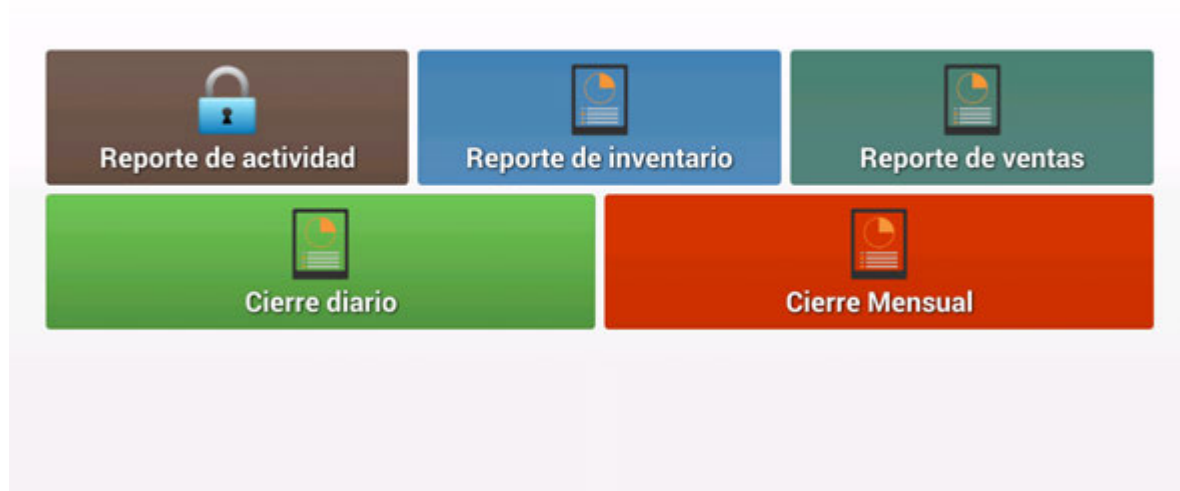 Reporte de actividad
Reporte de inventario
Reporte de ventas
Cierre diario
Cierre Mensual